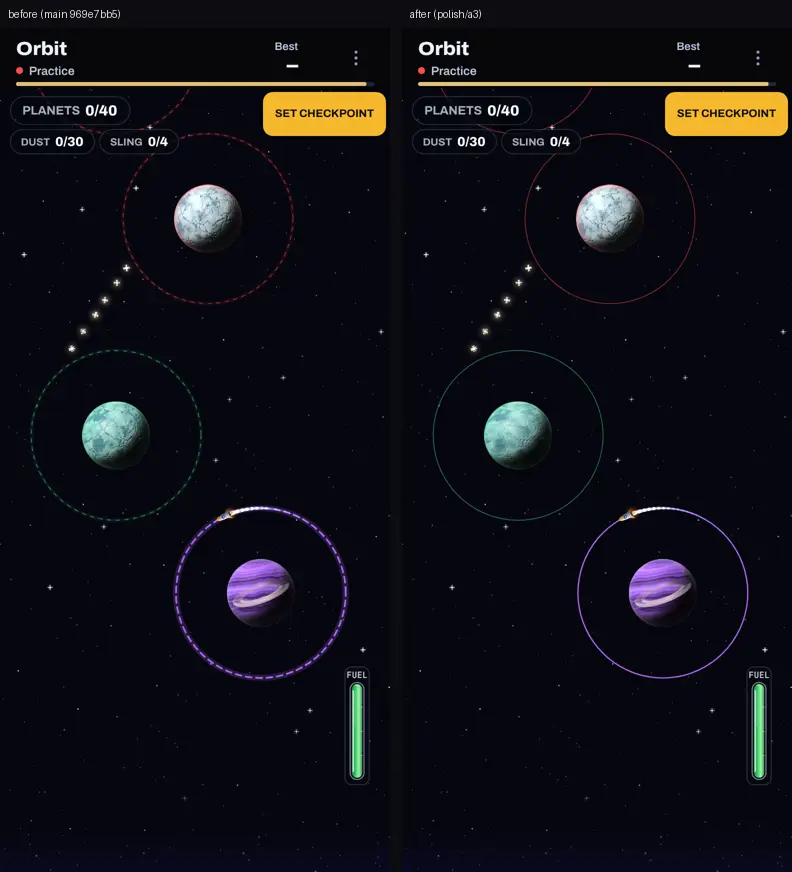 before (main 969e7bb5)
Orbit
Best
Practice
–
PLANETS 0/40
SET CHECKPOINT
DUST 0/30
SLING 0/4
FUEL
after (polish/a3)
Orbit
Best
Practice
–
PLANETS 0/40
SET CHECKPOINT
DUST 0/30
SLING 0/4
FUEL